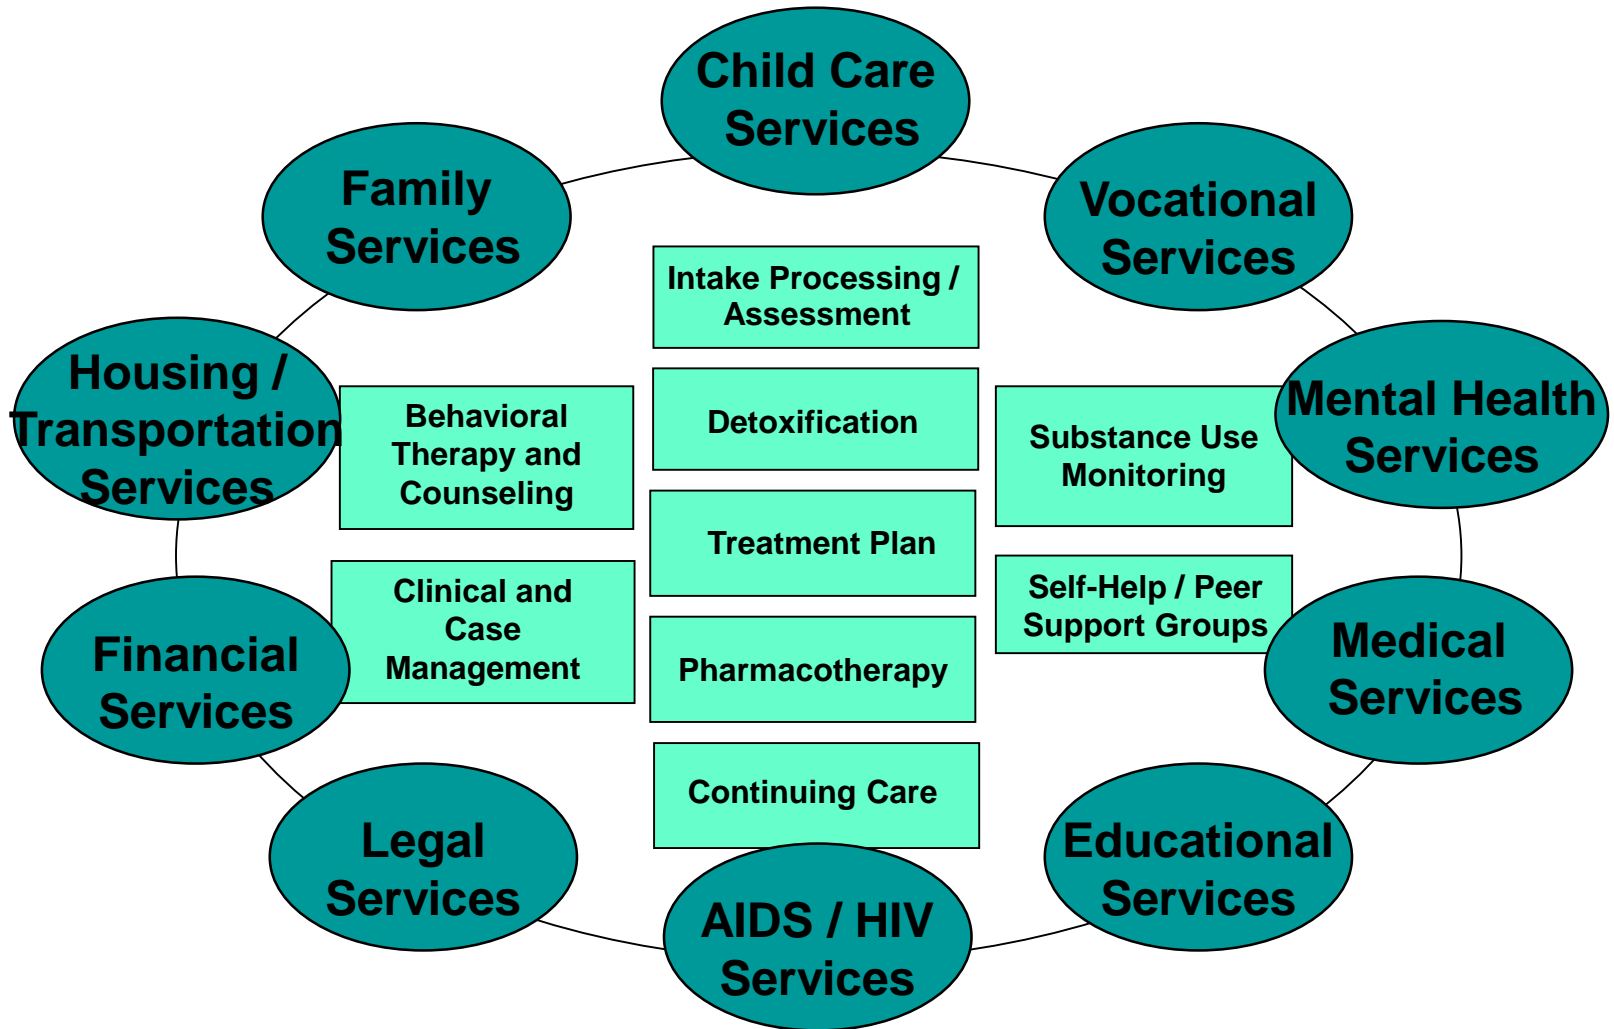 Child Care
Services
Family
Services
Vocational
Services
Intake Processing /
Assessment
Housing /
Transportation
Services
Behavioral
Therapy and
Counseling
Detoxification
Substance Use
Monitoring
Mental Health
Services
Treatment Plan
Clinical and
Case
Management
Self-Help / Peer
Support Groups
Financial
Services
Pharmacotherapy
Medical
Services
Continuing Care
Legal
Services
Educational
Services
AIDS / HIV
Services